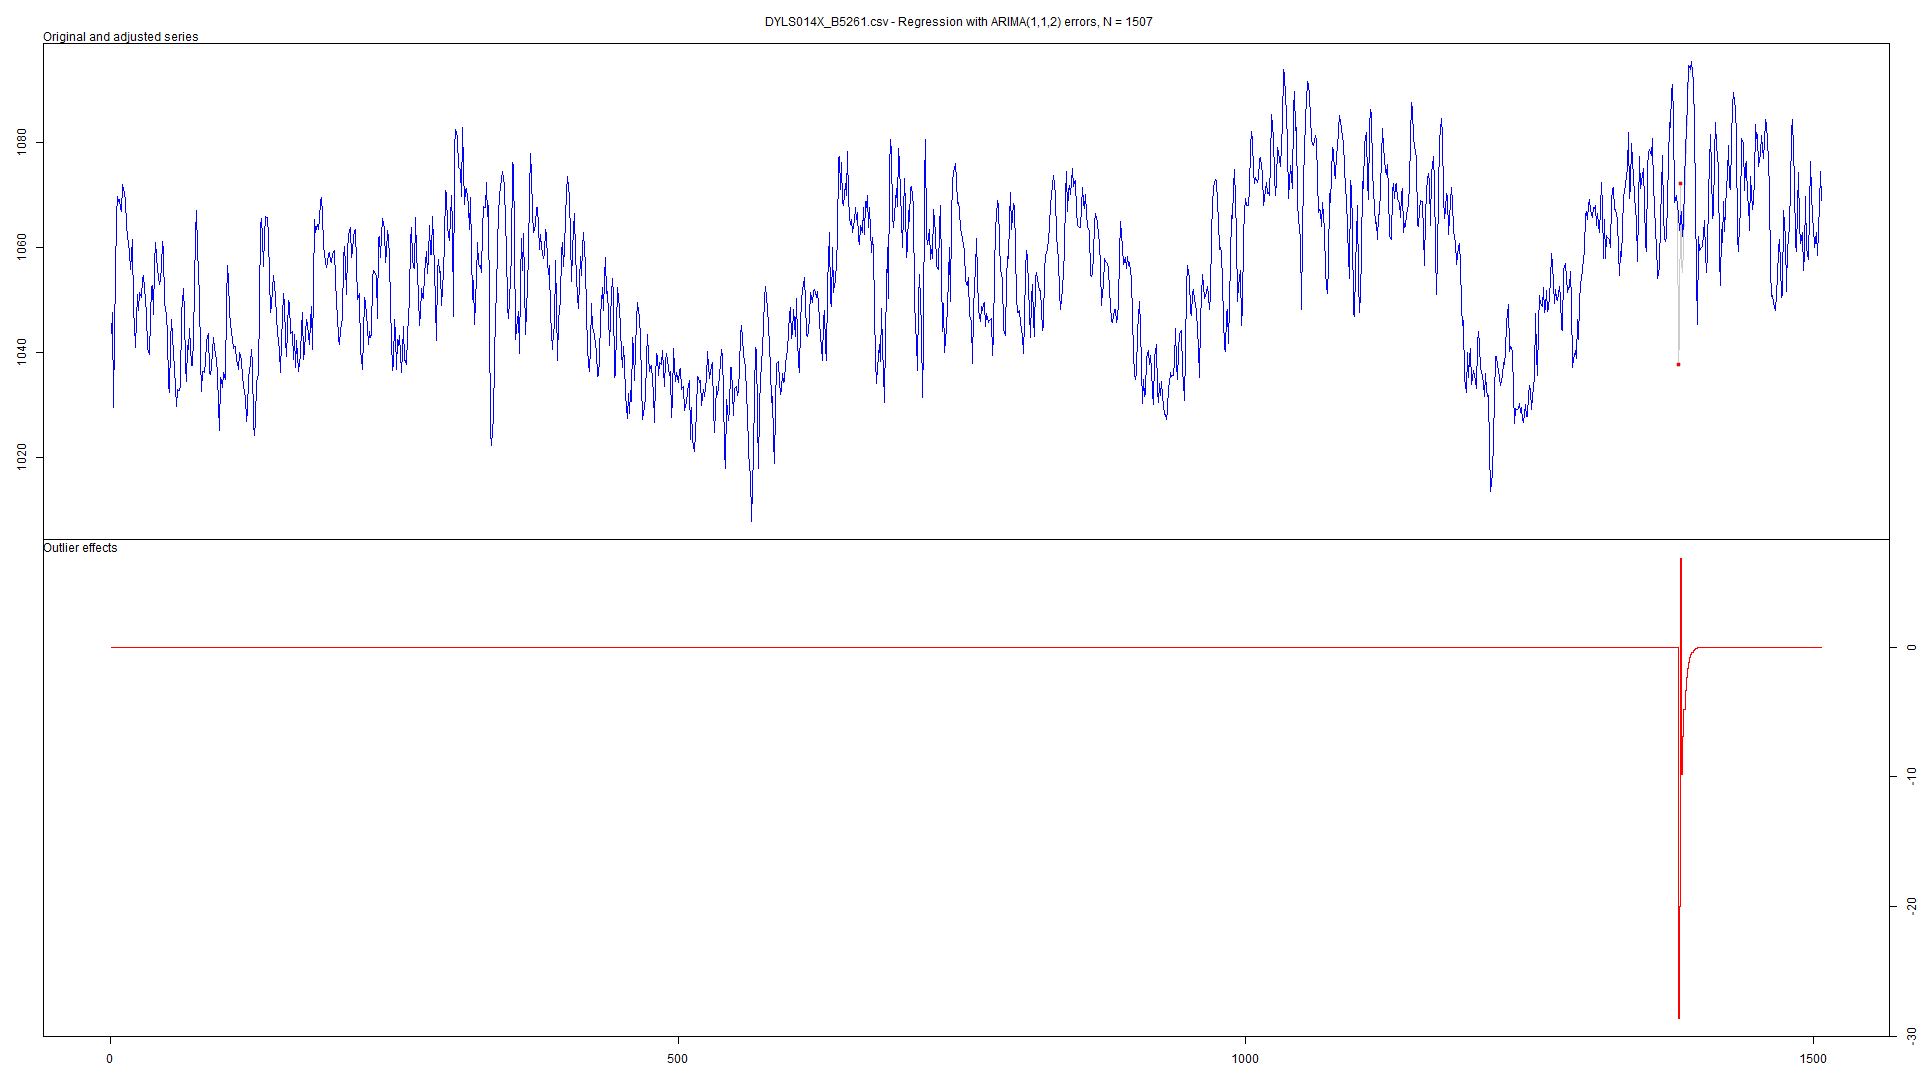 DYLS014X_B5261.csv - Regression with ARIMA(1,1,2) errors, N = 1507
Original and adjusted series
1080
1060
1040
1020
Outlier effects
0
-10
-20
-30
0 500 1000 1500